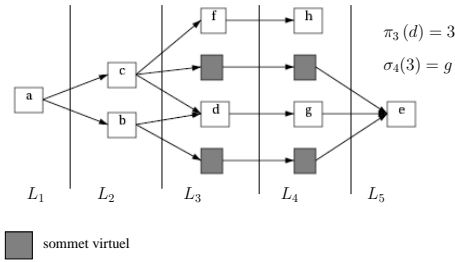 f
h
π₃(d) = 3
c
σ₄(3) = g
a
b
d
g
e
L₁
L₂
L₃
L₄
L₅
sommet virtuel